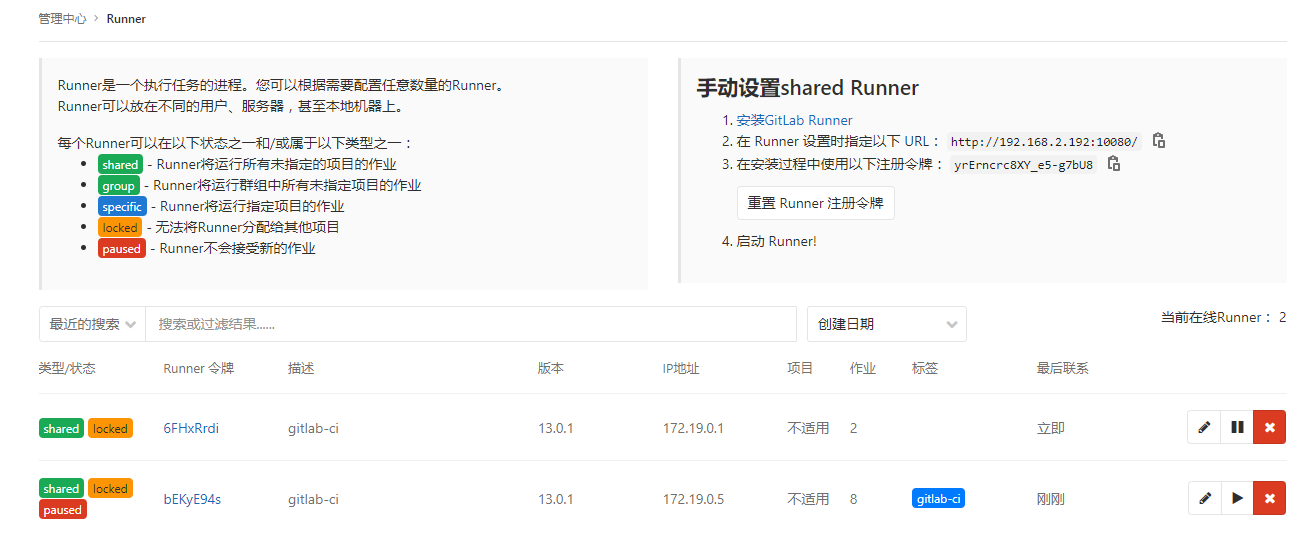 管理中心 › Runner
Runner是一个执行任务的进程。您可以根据需要配置任意数量的Runner。
Runner可以放在不同的用户、服务器，甚至本地机器上。
每个Runner可以在以下状态之一和/或属于以下类型之一：
• shared - Runner将运行所有未指定的项目的作业
• group - Runner将运行群组中所有未指定项目的作业
• specific - Runner将运行指定项目的作业
• locked - 无法将Runner分配给其他项目
• paused - Runner不会接受新的作业
手动设置shared Runner
1. 安装GitLab Runner
2. 在 Runner 设置时指定以下 URL： http://192.168.2.192:10080/
3. 在安装过程中使用以下注册令牌： yrErncrc8XY_e5-g7bU8
重置 Runner 注册令牌
4. 启动 Runner!
最近的搜索 搜索或过滤结果...... 创建日期 当前在线Runner： 2
类型/状态 Runner 令牌 描述 版本 IP地址 项目 作业 标签 最后联系
shared locked 6FHxRrdi gitlab-ci 13.0.1 172.19.0.1 不适用 2 立即
shared locked
paused bEKyE94s gitlab-ci 13.0.1 172.19.0.5 不适用 8 gitlab-ci 刚刚